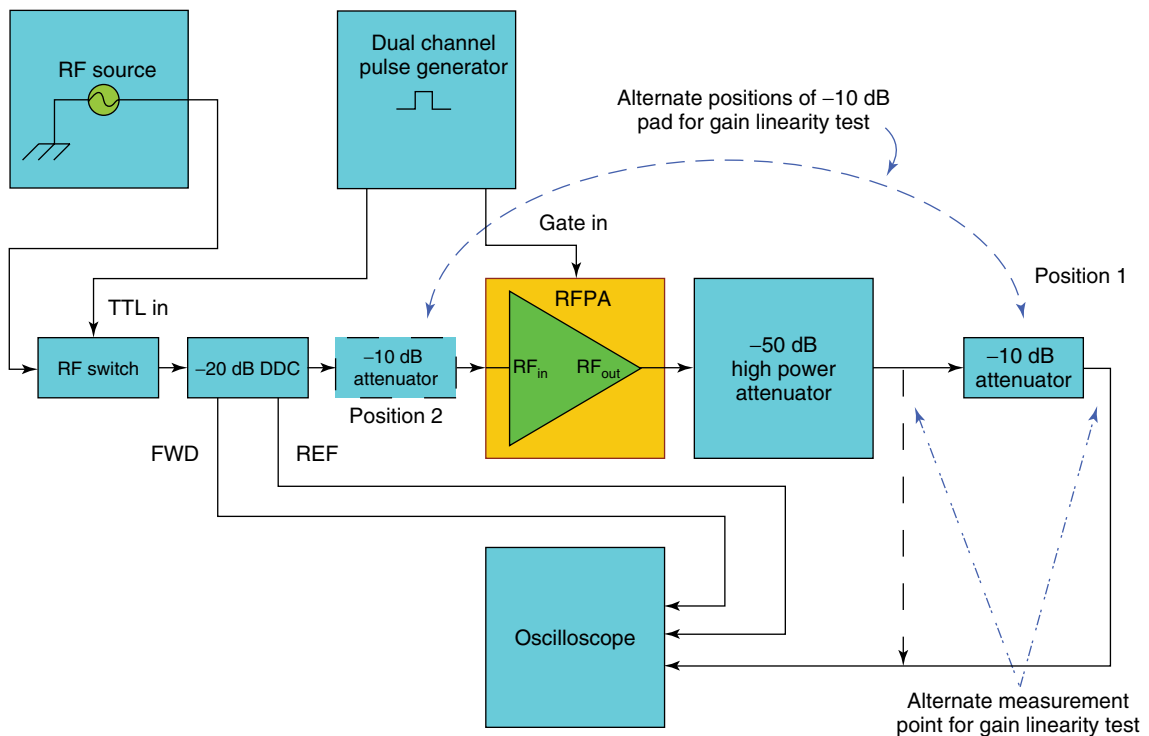 RF source
Dual channel
pulse generator
Alternate positions of −10 dB
pad for gain linearity test
Gate in
Position 1
TTL in
RFPA
RF switch
−20 dB DDC
−10 dB
attenuator
Position 2
RFin
RFout
−50 dB
high power
attenuator
−10 dB
attenuator
FWD
REF
Oscilloscope
Alternate measurement
point for gain linearity test